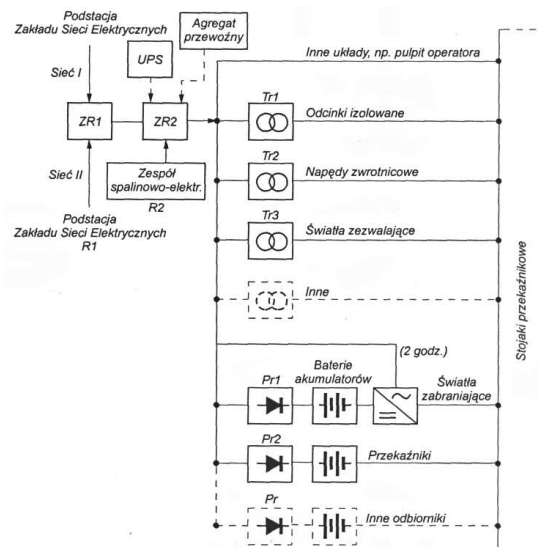 Podstacja
Zakładu Sieci Elektrycznych
Agregat
przewoźny
UPS
Sieć I
Inne układy, np. pulpit operatora
ZR1
ZR2
Tr1
Odcinki izolowane
Sieć II
Zespół
spalinowo-elektr.
R2
Tr2
Napędy zwrotnicowe
Podstacja
Zakładu Sieci Elektrycznych
R1
Tr3
Światła zezwalające
Inne
Stojaki przekaźnikowe
(2 godz.)
Pr1
Baterie
akumulatorów
Światła
zabraniające
Pr2
Przekaźniki
Pr
Inne odbiorniki